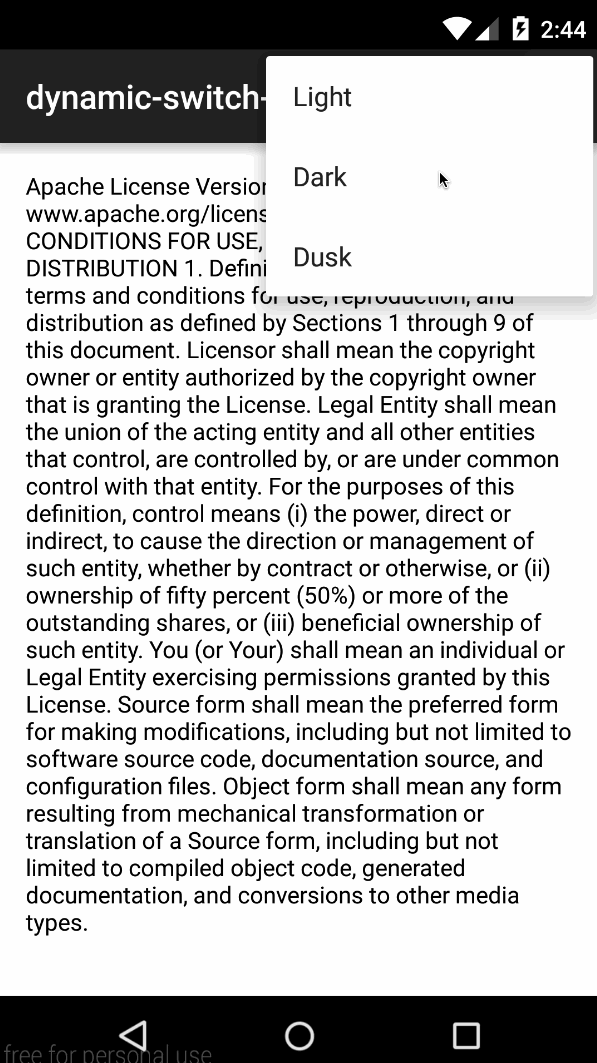 2:44
dynamic-switch-
Light
Dark
Dusk
Apache License Version
www.apache.org/licens
CONDITIONS FOR USE,
DISTRIBUTION 1. Defini
terms and conditions for use, reproduction, and
distribution as defined by Sections 1 through 9 of
this document. Licensor shall mean the copyright
owner or entity authorized by the copyright owner
that is granting the License. Legal Entity shall mean
the union of the acting entity and all other entities
that control, are controlled by, or are under common
control with that entity. For the purposes of this
definition, control means (i) the power, direct or
indirect, to cause the direction or management of
such entity, whether by contract or otherwise, or (ii)
ownership of fifty percent (50%) or more of the
outstanding shares, or (iii) beneficial ownership of
such entity. You (or Your) shall mean an individual or
Legal Entity exercising permissions granted by this
License. Source form shall mean the preferred form
for making modifications, including but not limited to
software source code, documentation source, and
configuration files. Object form shall mean any form
resulting from mechanical transformation or
translation of a Source form, including but not
limited to compiled object code, generated
documentation, and conversions to other media
types.
free for personal use